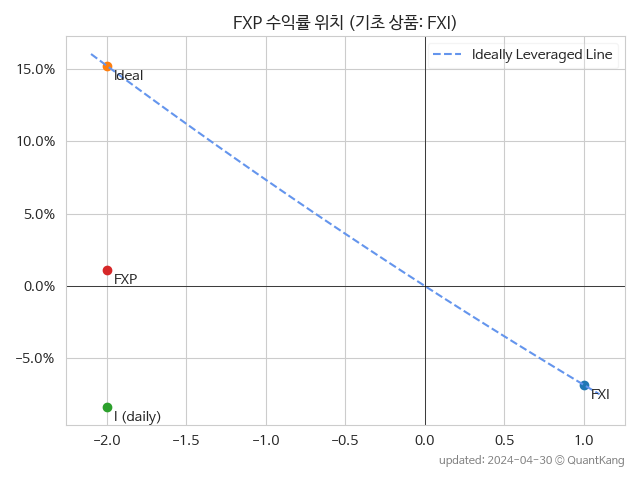 FXP 수익률 위치 (기초 상품: FXI)
Ideally Leveraged Line
15.0%
10.0%
5.0%
0.0%
−5.0%
Ideal
FXP
I (daily)
FXI
−2.0
−1.5
−1.0
−0.5
0.0
0.5
1.0
updated: 2024-04-30 © QuantKang